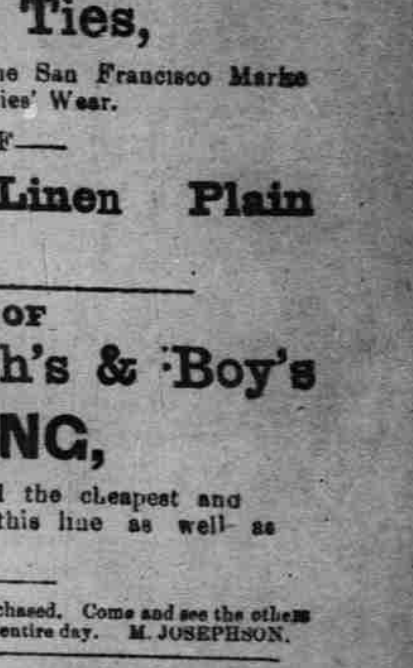 Ties,
he San Francisco Marke
ies' Wear.
F—
Linen Plain
OF
h's & Boy's
NG,
l the cheapest and
this line as well as
chased. Come and see the others
entire day. M. JOSEPHSON.